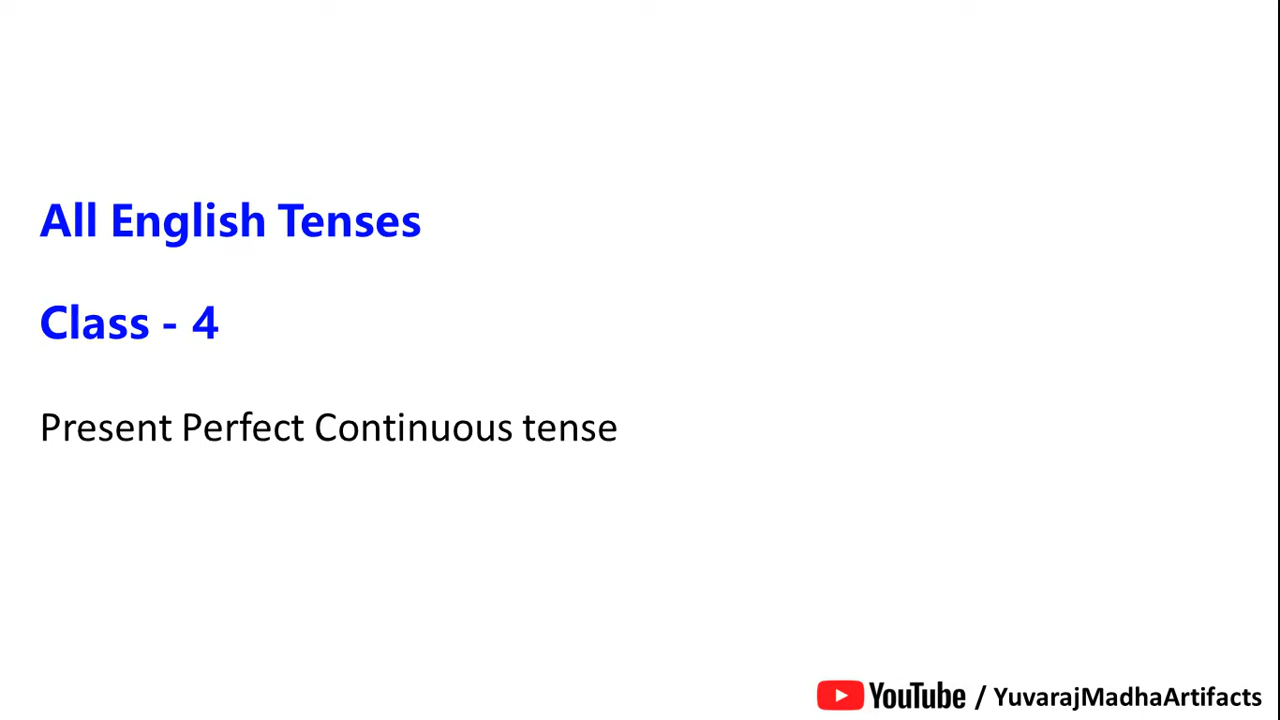 All English Tenses
Class - 4
Present Perfect Continuous tense
YouTube / YuvarajMadhaArtifacts